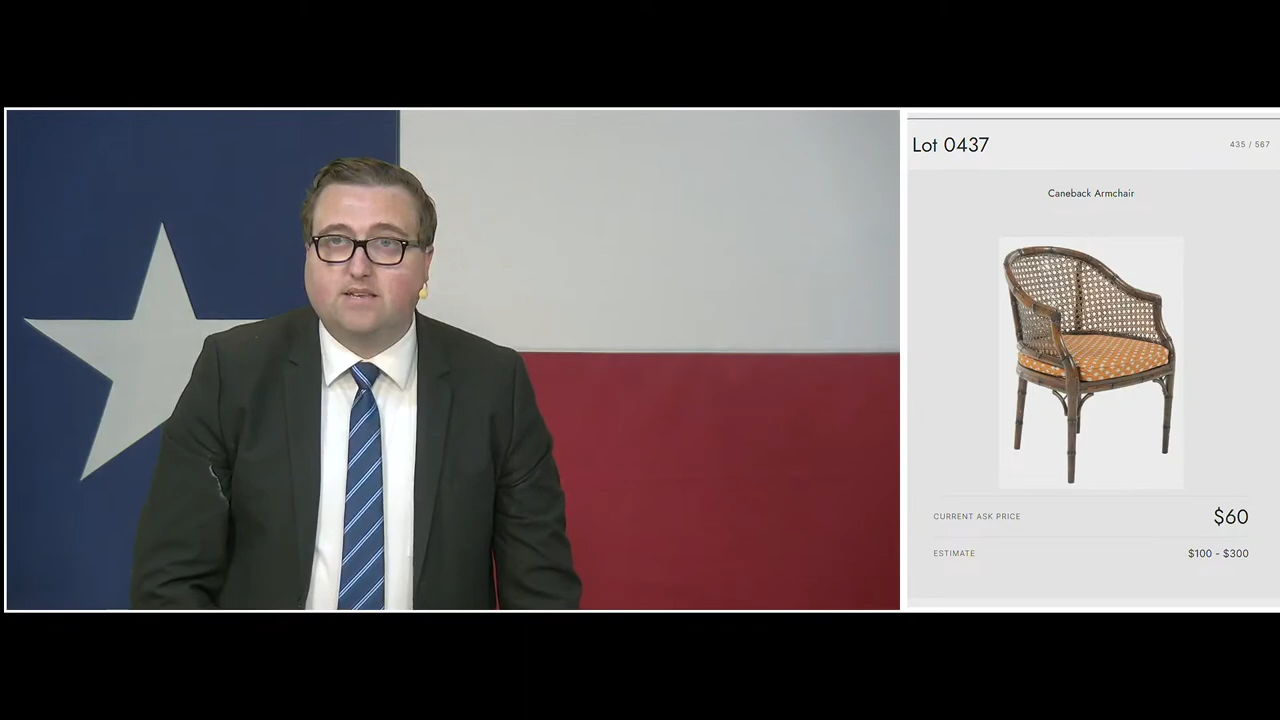 Lot 0437
435 / 567
Caneback Armchair
CURRENT ASK PRICE
$60
ESTIMATE
$100 - $300